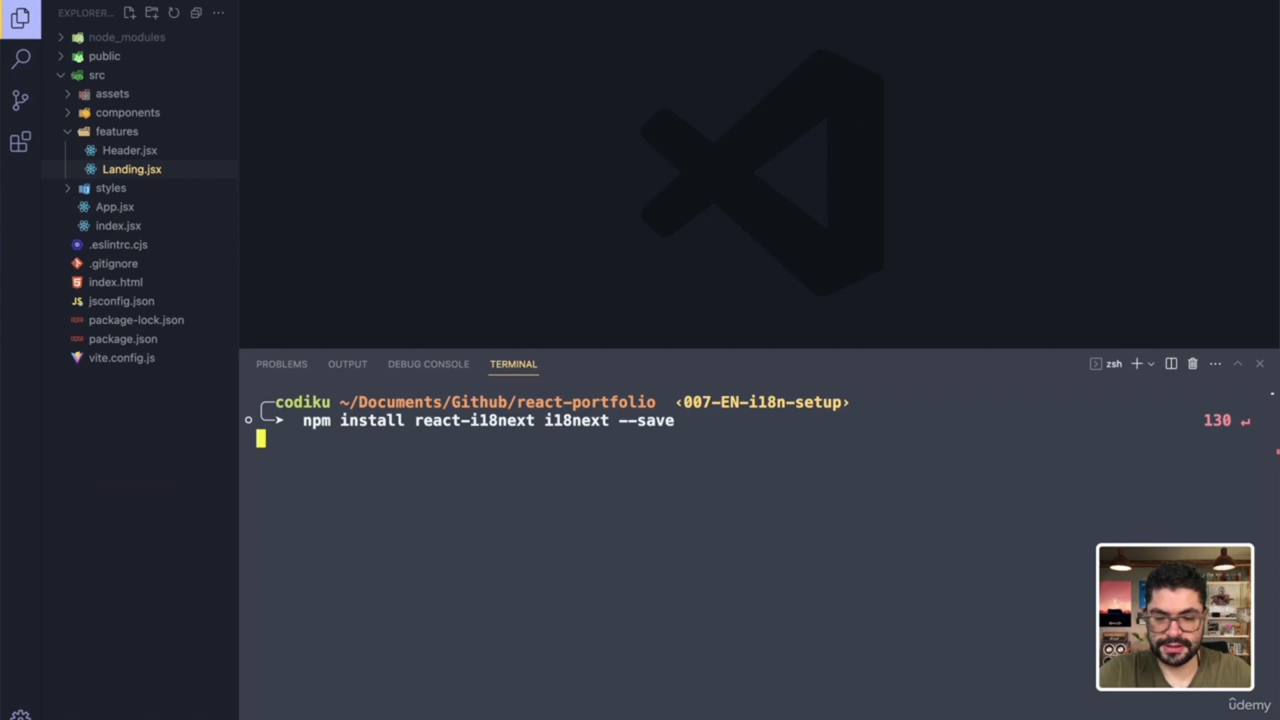 EXPLORER...
node_modules
public
src
assets
components
features
Header.jsx
Landing.jsx
styles
App.jsx
index.jsx
.eslintrc.cjs
.gitignore
index.html
jsconfig.json
package-lock.json
package.json
vite.config.js
PROBLEMS OUTPUT DEBUG CONSOLE TERMINAL
zsh
codiku ~/Documents/Github/react-portfolio ‹007-EN-i18n-setup›
npm install react-i18next i18next --save 130 ↵
ûdemy